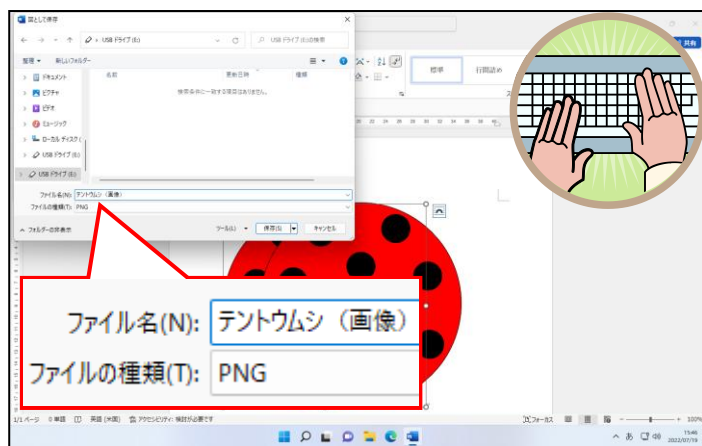 図として保存
USB ドライブ (E:)
USB ドライブ (E:)の検索
整理
新しいフォルダー
名前
更新日時
種類
検索条件に一致する項目はありません。
ドキュメント
ピクチャ
ビデオ
ミュージック
ローカル ディスク (
USB ドライブ (E:)
USB ドライブ (E:)
ファイル名(N): テントウムシ（画像）
ファイルの種類(T): PNG
フォルダーの非表示
ツール(L)
保存(S)
キャンセル
共有
標準
行間詰め
ファイル名(N): テントウムシ（画像）
ファイルの種類(T): PNG
1/1 ページ
0 単語
英語 (米国)
アクセシビリティ: 検討が必要です
フォーカス
100%
あ
15:46
2022/07/19